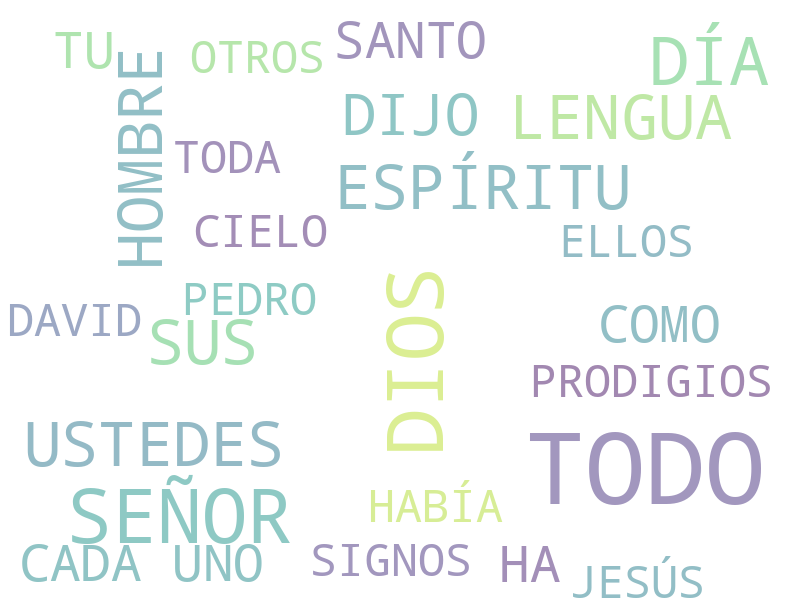 TU
OTROS
SANTO
DÍA
HOMBRE
DIJO
LENGUA
TODA
ESPÍRITU
CIELO
ELLOS
DAVID
PEDRO
SUS
DIOS
COMO
PRODIGIOS
USTEDES
TODO
SEÑOR
HABÍA
CADA UNO
SIGNOS
HA
JESÚS